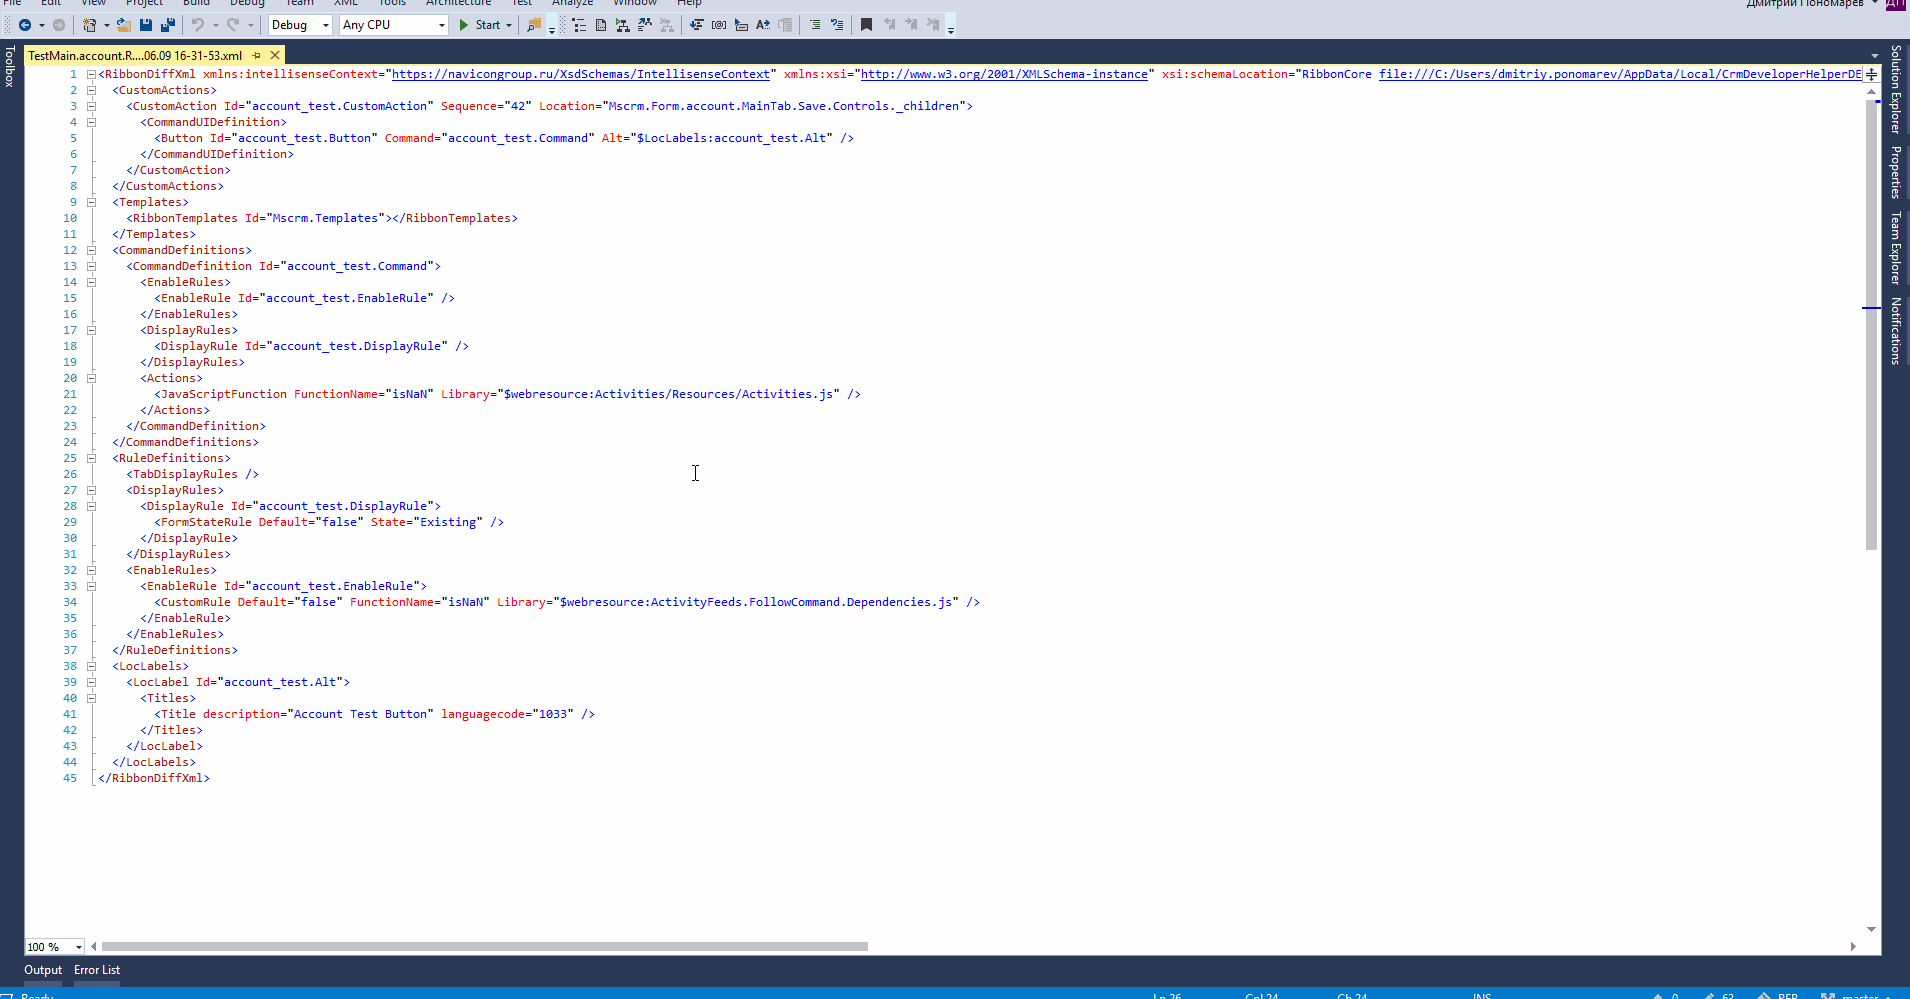 File Edit View Project Build Debug Team XML Tools Architecture Test Analyze Window Help
Дмитрий Пономарев ДП
Debug Any CPU Start
Toolbox
TestMain.account.R....06.09 16-31-53.xml
1 <RibbonDiffXml xmlns:intellisenseContext="https://navicongroup.ru/XsdSchemas/IntellisenseContext" xmlns:xsi="http://www.w3.org/2001/XMLSchema-instance" xsi:schemaLocation="RibbonCore file:///C:/Users/dmitriy.ponomarev/AppData/Local/CrmDeveloperHelperDE
2 <CustomActions>
3 <CustomAction Id="account_test.CustomAction" Sequence="42" Location="Mscrm.Form.account.MainTab.Save.Controls._children">
4 <CommandUIDefinition>
5 <Button Id="account_test.Button" Command="account_test.Command" Alt="$LocLabels:account_test.Alt" />
6 </CommandUIDefinition>
7 </CustomAction>
8 </CustomActions>
9 <Templates>
10 <RibbonTemplates Id="Mscrm.Templates"></RibbonTemplates>
11 </Templates>
12 <CommandDefinitions>
13 <CommandDefinition Id="account_test.Command">
14 <EnableRules>
15 <EnableRule Id="account_test.EnableRule" />
16 </EnableRules>
17 <DisplayRules>
18 <DisplayRule Id="account_test.DisplayRule" />
19 </DisplayRules>
20 <Actions>
21 <JavaScriptFunction FunctionName="isNaN" Library="$webresource:Activities/Resources/Activities.js" />
22 </Actions>
23 </CommandDefinition>
24 </CommandDefinitions>
25 <RuleDefinitions>
26 <TabDisplayRules />
27 <DisplayRules>
28 <DisplayRule Id="account_test.DisplayRule">
29 <FormStateRule Default="false" State="Existing" />
30 </DisplayRule>
31 </DisplayRules>
32 <EnableRules>
33 <EnableRule Id="account_test.EnableRule">
34 <CustomRule Default="false" FunctionName="isNaN" Library="$webresource:ActivityFeeds.FollowCommand.Dependencies.js" />
35 </EnableRule>
36 </EnableRules>
37 </RuleDefinitions>
38 <LocLabels>
39 <LocLabel Id="account_test.Alt">
40 <Titles>
41 <Title description="Account Test Button" languagecode="1033" />
42 </Titles>
43 </LocLabel>
44 </LocLabels>
45 </RibbonDiffXml>
Solution Explorer
Properties
Team Explorer
Notifications
100 %
Output Error List
Ready Ln 26 Col 24 Ch 24 INS 0 63 master